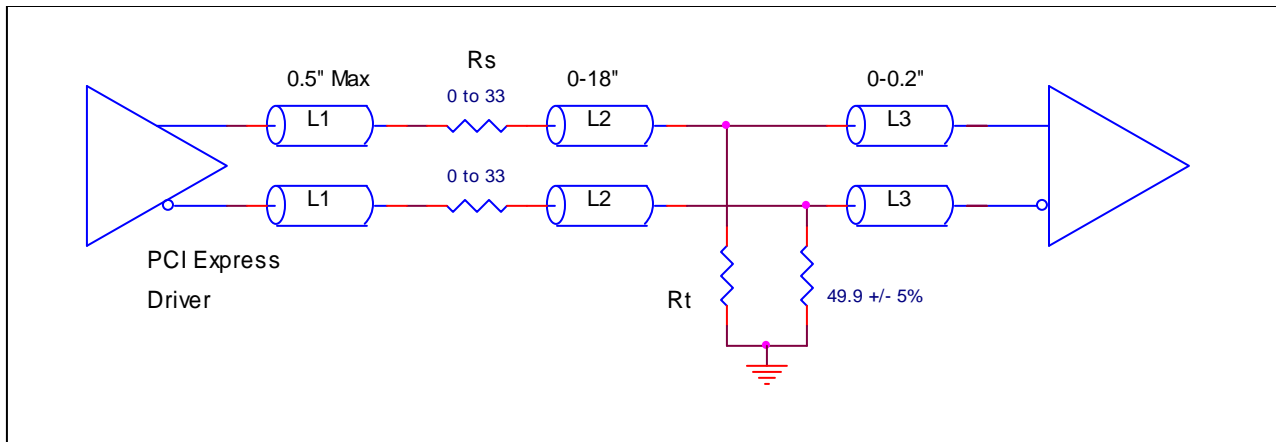 Rs
0.5" Max
0-18"
0-0.2"
0 to 33
L1
L2
L3
0 to 33
L1
L2
L3
PCI Express
Driver
Rt
49.9 +/- 5%